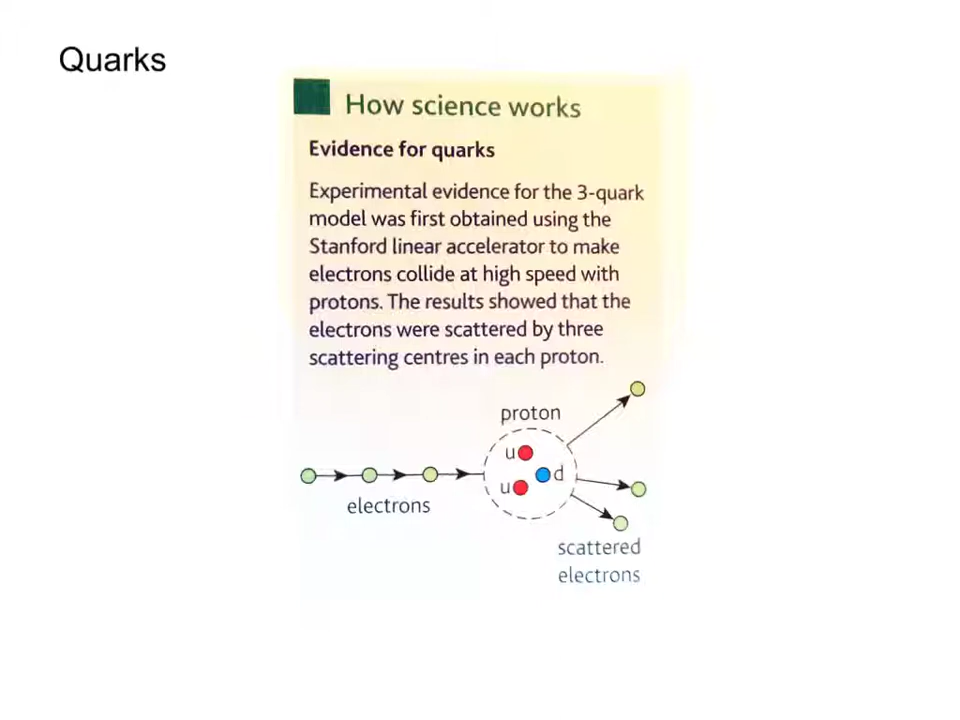 Quarks
How science works
Evidence for quarks
Experimental evidence for the 3-quark
model was first obtained using the
Stanford linear accelerator to make
electrons collide at high speed with
protons. The results showed that the
electrons were scattered by three
scattering centres in each proton.
proton
u
d
u
electrons
scattered
electrons